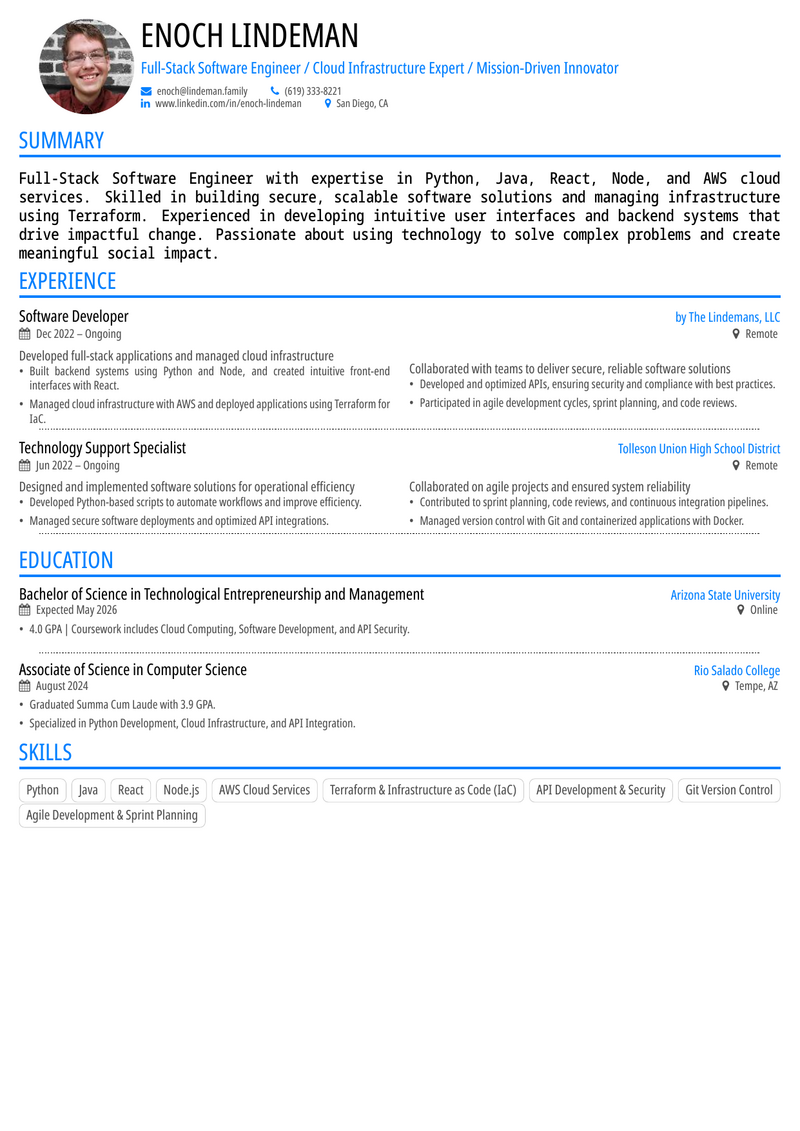 ENOCH LINDEMAN
Full-Stack Software Engineer / Cloud Infrastructure Expert / Mission-Driven Innovator
enoch@lindeman.family (619) 333-8221
www.linkedin.com/in/enoch-lindeman San Diego, CA
SUMMARY
Full-Stack Software Engineer with expertise in Python, Java, React, Node, and AWS cloud
services. Skilled in building secure, scalable software solutions and managing infrastructure
using Terraform. Experienced in developing intuitive user interfaces and backend systems that
drive impactful change. Passionate about using technology to solve complex problems and create
meaningful social impact.
EXPERIENCE
Software Developer by The Lindemans, LLC
Dec 2022 – Ongoing Remote
Developed full-stack applications and managed cloud infrastructure
• Built backend systems using Python and Node, and created intuitive front-end
interfaces with React.
• Managed cloud infrastructure with AWS and deployed applications using Terraform for
IaC.
Collaborated with teams to deliver secure, reliable software solutions
• Developed and optimized APIs, ensuring security and compliance with best practices.
• Participated in agile development cycles, sprint planning, and code reviews.
Technology Support Specialist Tolleson Union High School District
Jun 2022 – Ongoing Remote
Designed and implemented software solutions for operational efficiency
• Developed Python-based scripts to automate workflows and improve efficiency.
• Managed secure software deployments and optimized API integrations.
Collaborated on agile projects and ensured system reliability
• Contributed to sprint planning, code reviews, and continuous integration pipelines.
• Managed version control with Git and containerized applications with Docker.
EDUCATION
Bachelor of Science in Technological Entrepreneurship and Management Arizona State University
Expected May 2026 Online
• 4.0 GPA | Coursework includes Cloud Computing, Software Development, and API Security.
Associate of Science in Computer Science Rio Salado College
August 2024 Tempe, AZ
• Graduated Summa Cum Laude with 3.9 GPA.
• Specialized in Python Development, Cloud Infrastructure, and API Integration.
SKILLS
Python Java React Node.js AWS Cloud Services Terraform & Infrastructure as Code (IaC) API Development & Security Git Version Control
Agile Development & Sprint Planning